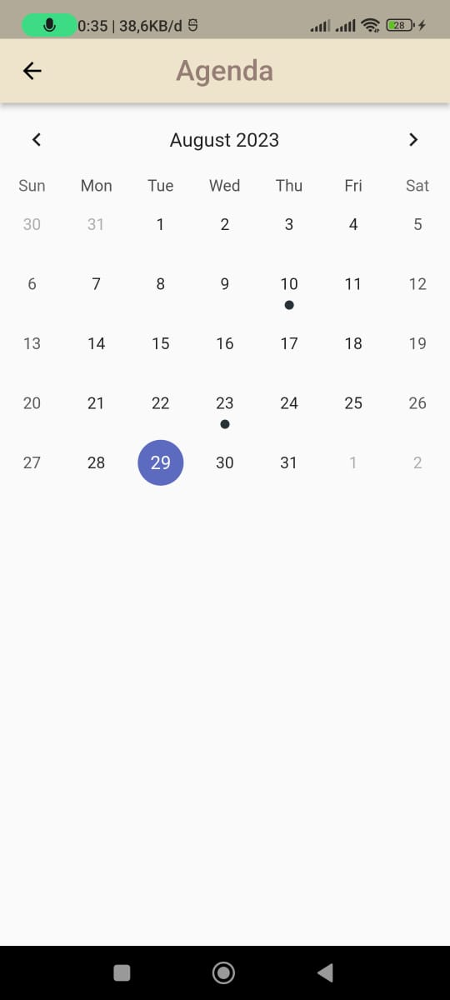 0:35 | 38,6KB/d 28
Agenda
August 2023
Sun Mon Tue Wed Thu Fri Sat
30 31 1 2 3 4 5
6 7 8 9 10 11 12
13 14 15 16 17 18 19
20 21 22 23 24 25 26
27 28 29 30 31 1 2